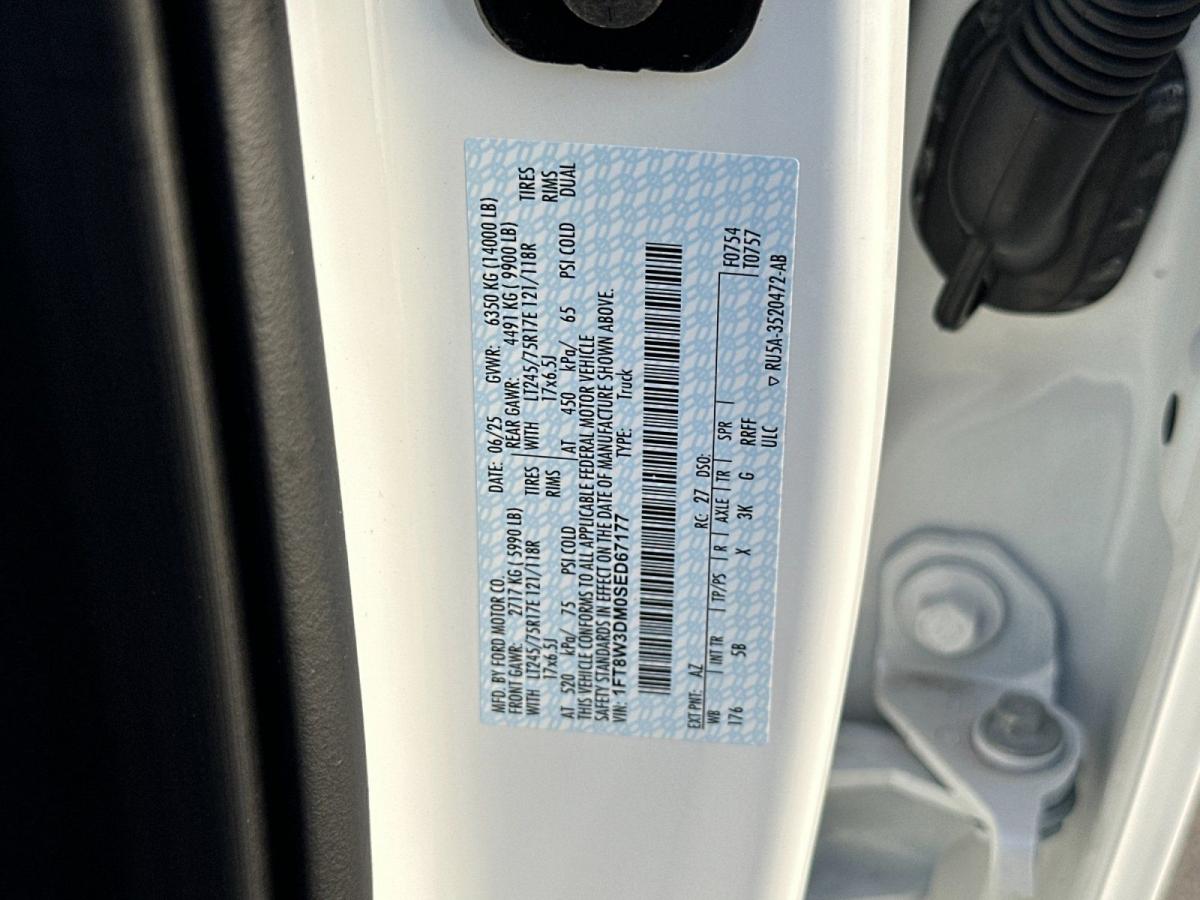 MFD. BY FORD MOTOR CO. DATE: 06/25 GVWR: 6350 KG (14000 LB)
FRONT GAWR: 2717 KG ( 5990 LB) REAR GAWR: 4491 KG ( 9900 LB)
WITH LT245/75R17E 121/118R TIRES WITH LT245/75R17E 121/118R TIRES
17x6.5J RIMS 17x6.5J RIMS
AT 520 kPa/ 75 PSI COLD AT 450 kPa/ 65 PSI COLD DUAL
THIS VEHICLE CONFORMS TO ALL APPLICABLE FEDERAL MOTOR VEHICLE
SAFETY STANDARDS IN EFFECT ON THE DATE OF MANUFACTURE SHOWN ABOVE.
VIN: 1FT8W3DM0SED67177 TYPE: Truck
EXT PNT: AZ RC: 27 DSO:
WB INT TR TP/PS R AXLE TR SPR F0754
176 5B X 3K G RRFF T0757
ULC
▽ RU5A-3520472-AB